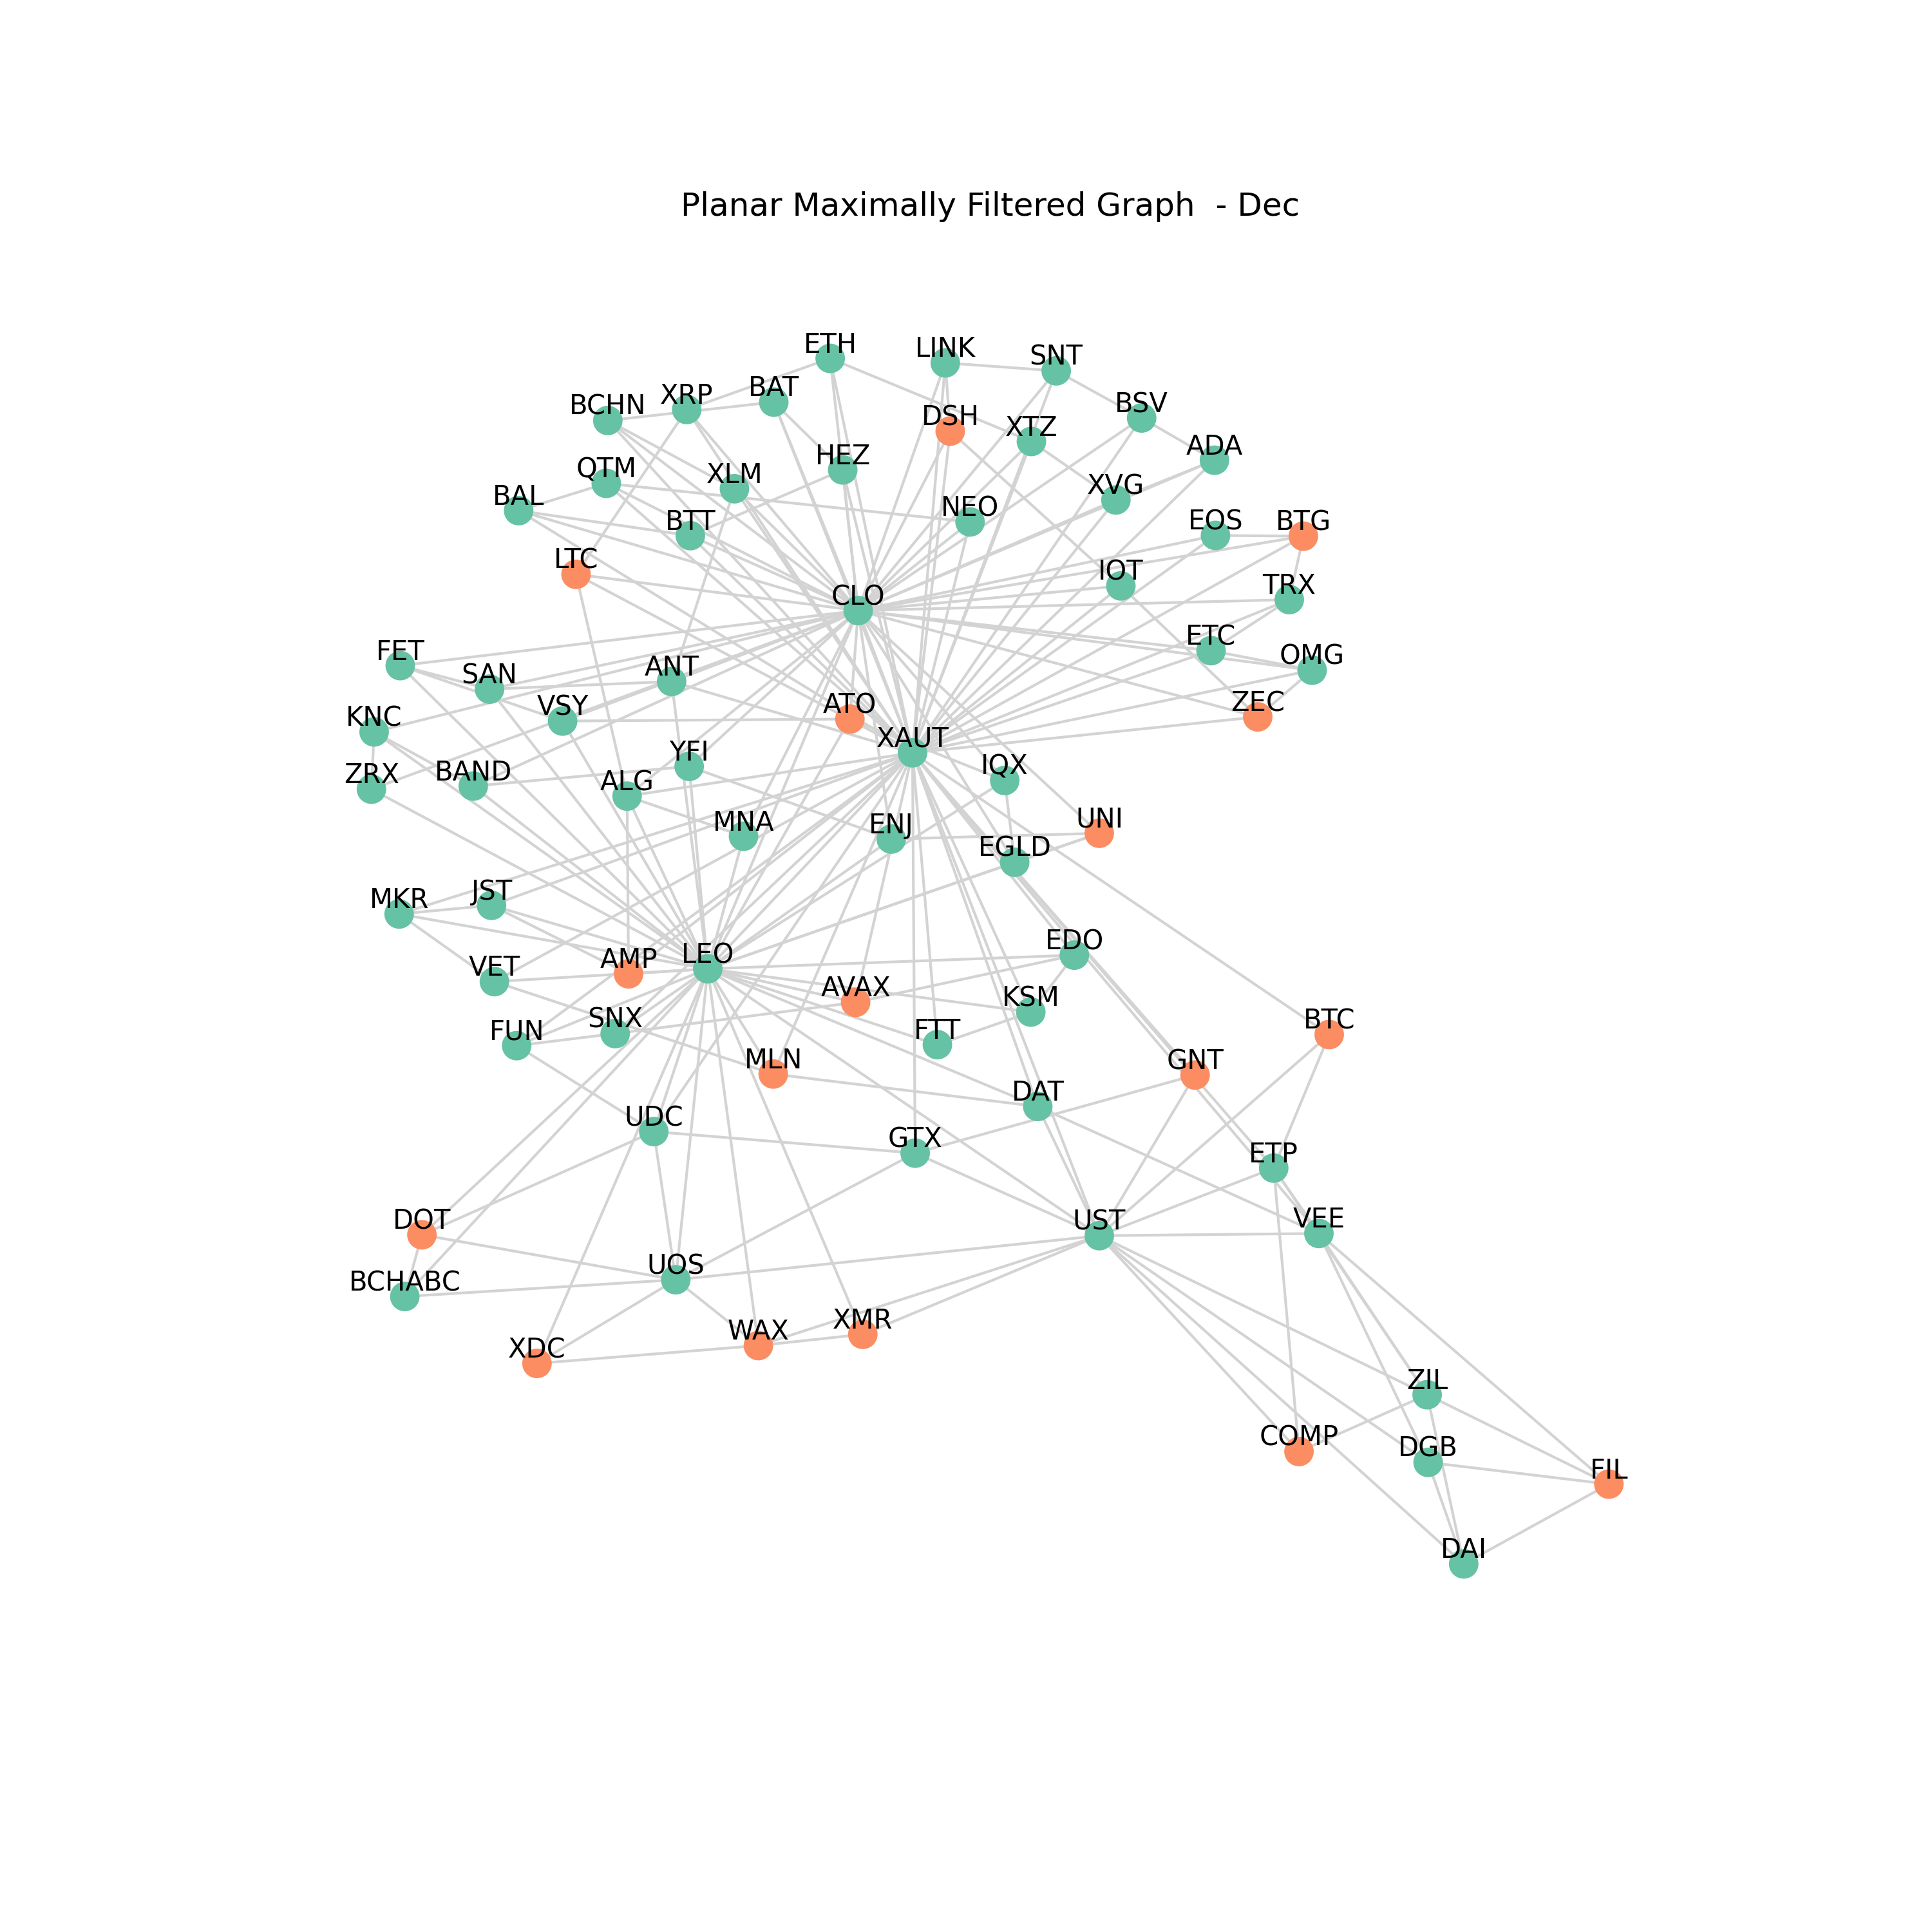 Planar Maximally Filtered Graph  - Dec
ETH
LINK
SNT
BCHN
XRP
BAT
DSH
XTZ
BSV
ADA
QTM
XLM
HEZ
BAL
BTT
NEO
XVG
EOS
BTG
LTC
CLO
IOT
TRX
FET
SAN
ANT
ETC
OMG
KNC
VSY
ATO
ZEC
XAUT
ZRX
BAND
ALG
YFI
IQX
MNA
ENJ
UNI
EGLD
MKR
JST
VET
AMP
LEO
EDO
AVAX
KSM
FUN
SNX
FTT
BTC
MLN
GNT
DAT
UDC
GTX
ETP
DOT
UST
VEE
BCHABC
UOS
XDC
WAX
XMR
ZIL
COMP
DGB
FIL
DAI